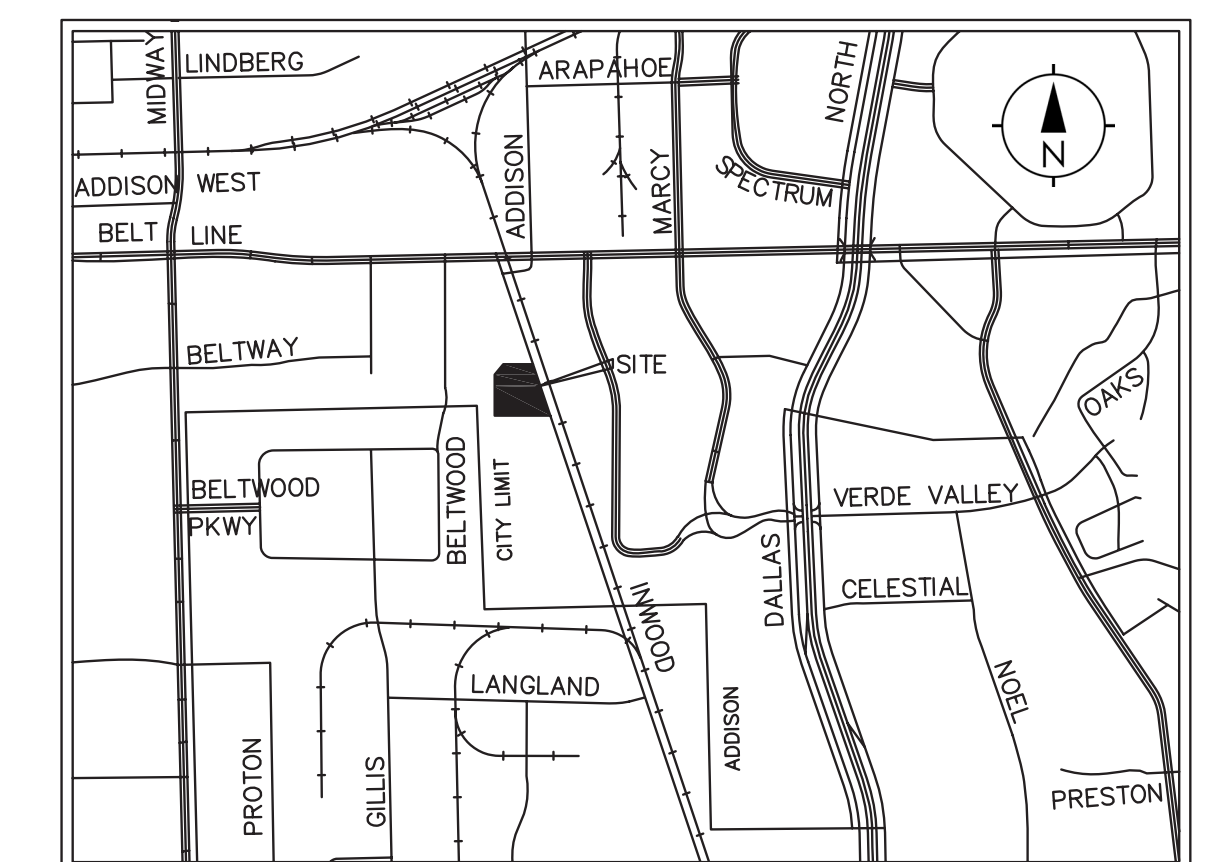 MIDWAY
LINDBERG
ARAPAHOE
NORTH
N
ADDISON WEST
ADDISON
MARCY
SPECTRUM
BELT LINE
BELTWAY
SITE
OAKS
BELTWOOD
PKWY
BELTWOOD
CITY LIMIT
VERDE VALLEY
DALLAS
CELESTIAL
INWOOD
LANGLAND
ADDISON
NOEL
PROTON
GILLIS
PRESTON